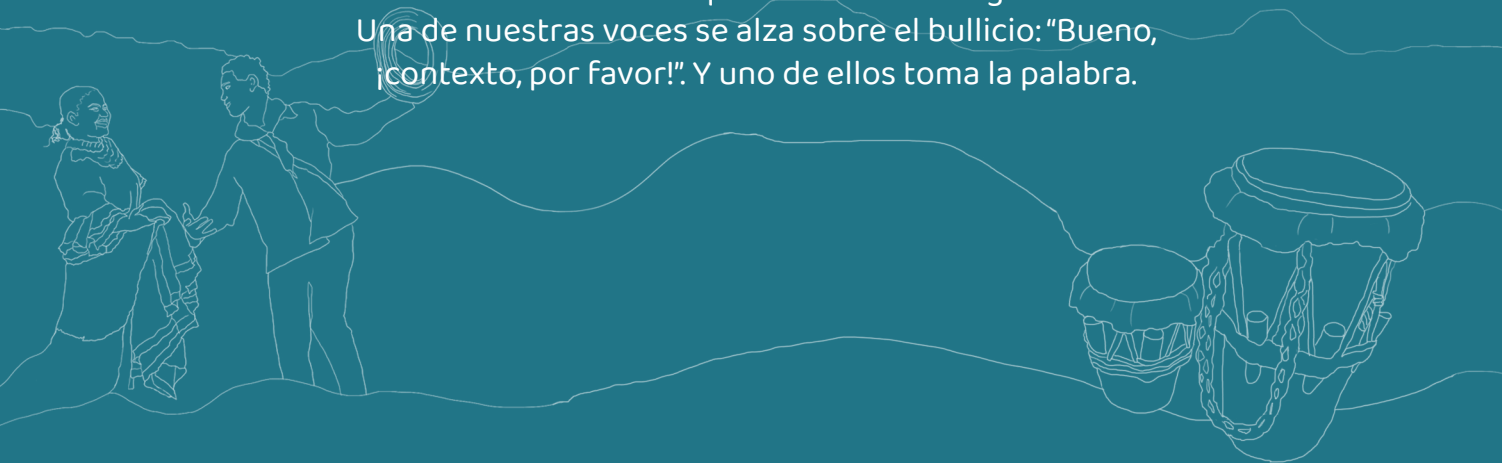 Una de nuestras voces se alza sobre el bullicio: “Bueno,
¡contexto, por favor!”. Y uno de ellos toma la palabra.